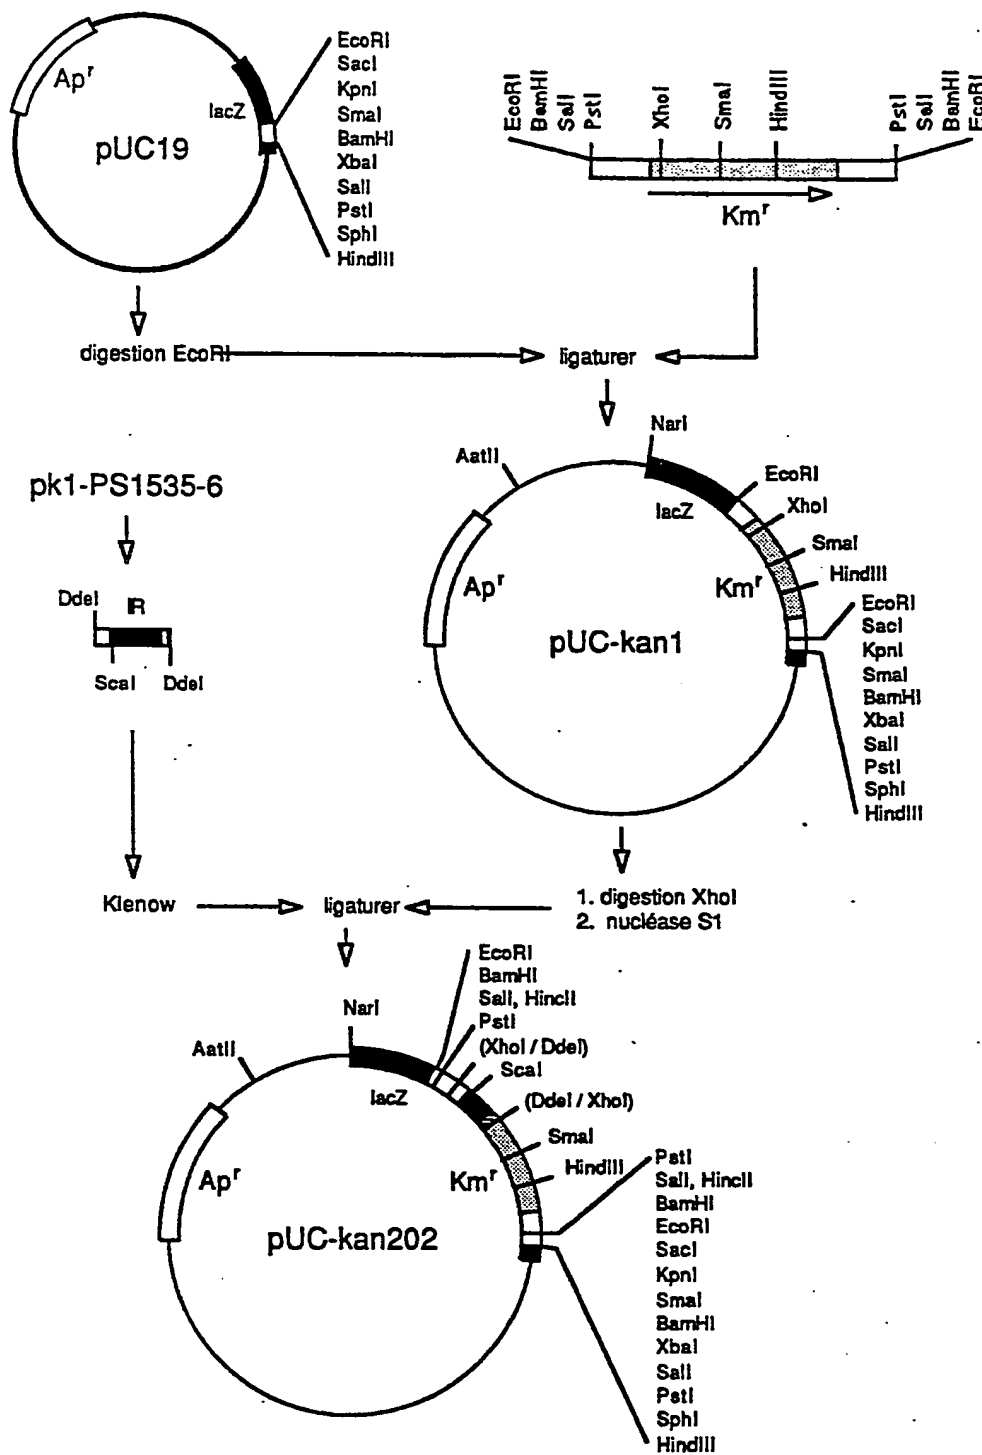 Ap^r
lacZ
pUC19
EcoRI
SacI
KpnI
SmaI
BamHI
XbaI
SalI
PstI
SphI
HindIII
EcoRI
BamHI
SalI
PstI
XhoI
SmaI
HindIII
PstI
SalI
BamHI
EcoRI
Km^r
digestion EcoRI
ligaturer
pk1-PS1535-6
DdeI
IR
ScaI
DdeI
NarI
AatII
EcoRI
lacZ
XhoI
SmaI
Ap^r
Km^r
HindIII
pUC-kan1
EcoRI
SacI
KpnI
SmaI
BamHI
XbaI
SalI
PstI
SphI
HindIII
Klenow
ligaturer
1. digestion XhoI
2. nucléase S1
EcoRI
BamHI
SalI, HincII
PstI
(XhoI / DdeI)
ScaI
(DdeI / XhoI)
NarI
AatII
lacZ
SmaI
HindIII
Ap^r
Km^r
pUC-kan202
PstI
SalI, HincII
BamHI
EcoRI
SacI
KpnI
SmaI
BamHI
XbaI
SalI
PstI
SphI
HindIII